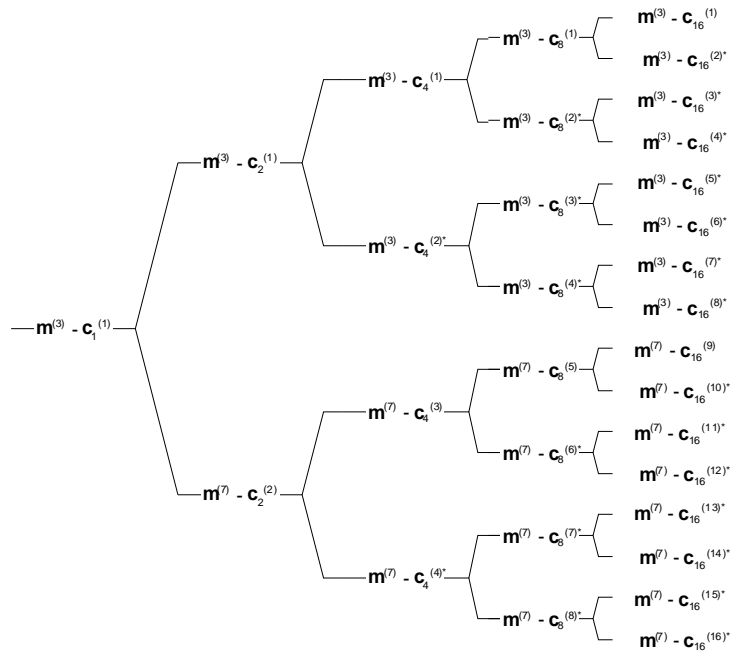 m⁽³⁾ - c₁⁽¹⁾
m⁽³⁾ - c₂⁽¹⁾
m⁽⁷⁾ - c₂⁽²⁾
m⁽³⁾ - c₄⁽¹⁾
m⁽³⁾ - c₄⁽²⁾*
m⁽⁷⁾ - c₄⁽³⁾
m⁽⁷⁾ - c₄⁽⁴⁾*
m⁽³⁾ - c₈⁽¹⁾
m⁽³⁾ - c₈⁽²⁾*
m⁽³⁾ - c₈⁽³⁾*
m⁽³⁾ - c₈⁽⁴⁾*
m⁽⁷⁾ - c₈⁽⁵⁾
m⁽⁷⁾ - c₈⁽⁶⁾*
m⁽⁷⁾ - c₈⁽⁷⁾*
m⁽⁷⁾ - c₈⁽⁸⁾*
m⁽³⁾ - c₁₆⁽¹⁾
m⁽³⁾ - c₁₆⁽²⁾*
m⁽³⁾ - c₁₆⁽³⁾*
m⁽³⁾ - c₁₆⁽⁴⁾*
m⁽³⁾ - c₁₆⁽⁵⁾*
m⁽³⁾ - c₁₆⁽⁶⁾*
m⁽³⁾ - c₁₆⁽⁷⁾*
m⁽³⁾ - c₁₆⁽⁸⁾*
m⁽⁷⁾ - c₁₆⁽⁹⁾
m⁽⁷⁾ - c₁₆⁽¹⁰⁾*
m⁽⁷⁾ - c₁₆⁽¹¹⁾*
m⁽⁷⁾ - c₁₆⁽¹²⁾*
m⁽⁷⁾ - c₁₆⁽¹³⁾*
m⁽⁷⁾ - c₁₆⁽¹⁴⁾*
m⁽⁷⁾ - c₁₆⁽¹⁵⁾*
m⁽⁷⁾ - c₁₆⁽¹⁶⁾*